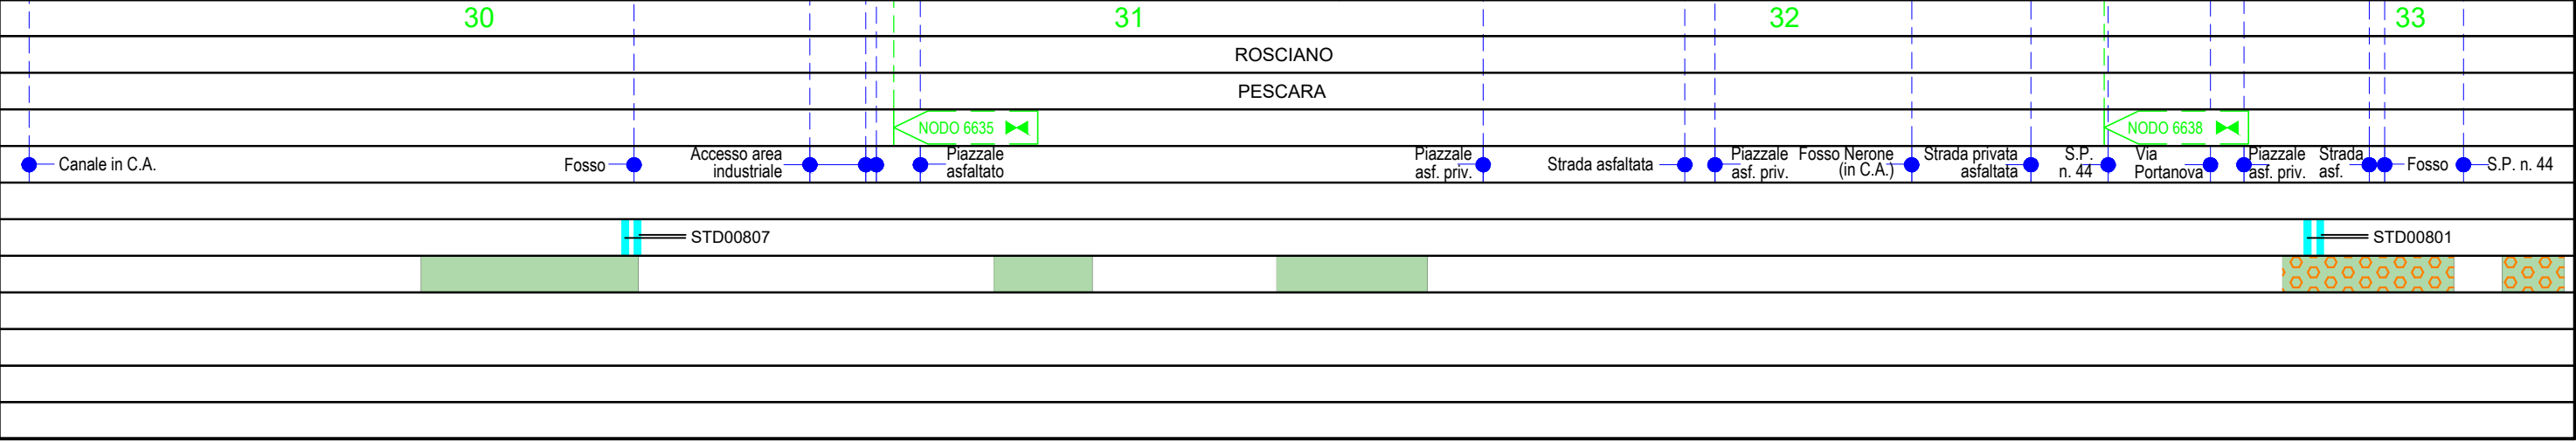 30 31 32 33
ROSCIANO
PESCARA
NODO 6635 NODO 6638
Canale in C.A.
Fosso
Accesso area
industriale
Piazzale
asfaltato
Piazzale
asf. priv.
Strada asfaltata
Piazzale
asf. priv.
Fosso Nerone
(in C.A.)
Strada privata
asfaltata
S.P.
n. 44
Via
Portanova
Piazzale
asf. priv.
Strada
asf.
Fosso
S.P. n. 44
STD00807 STD00801